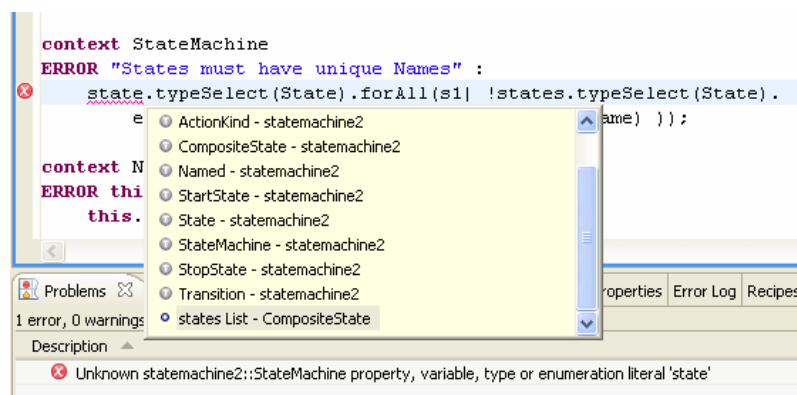 context StateMachine
ERROR "States must have unique Names" :
state.typeSelect(State).forAll(s1| !states.typeSelect(State).
e ame) ));
context N
ERROR thi
this.
ActionKind - statemachine2
CompositeState - statemachine2
Named - statemachine2
StartState - statemachine2
State - statemachine2
StateMachine - statemachine2
StopState - statemachine2
Transition - statemachine2
states List - CompositeState
Problems roperties Error Log Recipes
1 error, 0 warnings
Description
Unknown statemachine2::StateMachine property, variable, type or enumeration literal 'state'